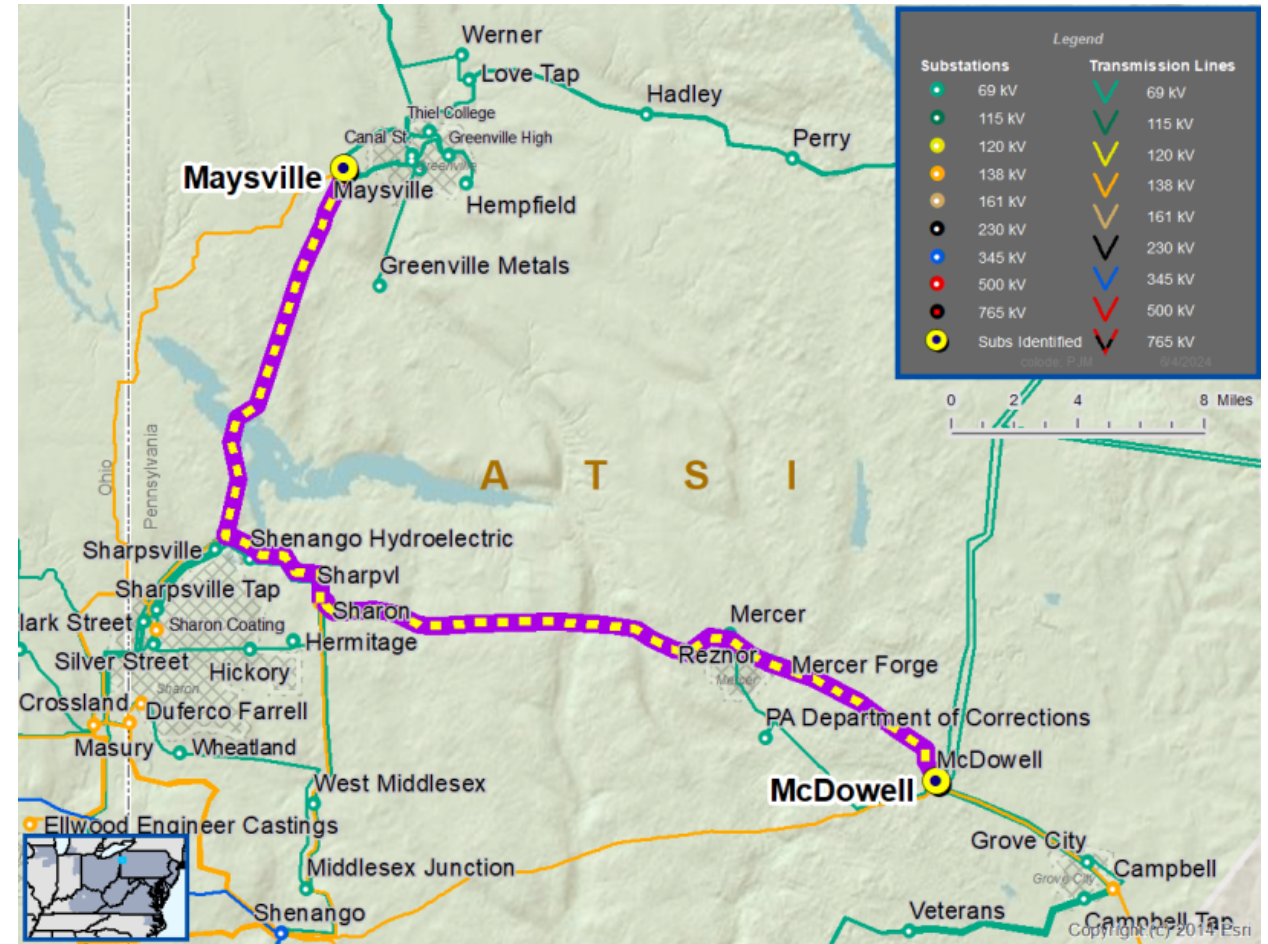 Werner
Love Tap
Hadley
Thiel College
Canal St
Greenville High
Perry
Greenville
Maysville
Maysville
Hempfield
Greenville Metals
Legend
Substations
Transmission Lines
69 kV
69 kV
115 kV
115 kV
120 kV
120 kV
138 kV
138 kV
161 kV
161 kV
230 kV
230 kV
345 kV
345 kV
500 kV
500 kV
765 kV
765 kV
Subs Identified
colode, PJM
6/4/2024
0 2 4 8 Miles
Ohio
Pennsylvania
A T S I
Sharpsville
Shenango Hydroelectric
Sharpsville Tap
Sharpvl
lark Street
Sharon Coating
Sharon
Mercer
Hermitage
Silver Street
Hickory
Reznor
Mercer Forge
Mercer
Sharon
Crossland
Duferco Farrell
PA Department of Corrections
Masury
Wheatland
McDowell
McDowell
West Middlesex
Ellwood Engineer Castings
Grove City
Middlesex Junction
Campbell
Grove City
Shenango
Veterans
Campbell Tap
Copyright:(c) 2014 Esri